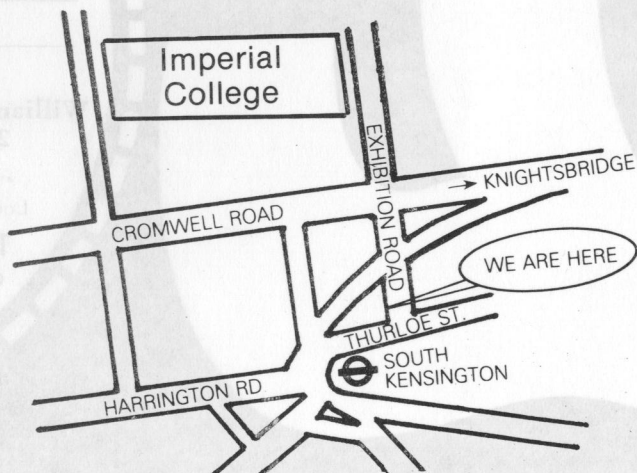 Imperial
College
EXHIBITION ROAD
→ KNIGHTSBRIDGE
CROMWELL ROAD
WE ARE HERE
THURLOE ST.
SOUTH
KENSINGTON
HARRINGTON RD